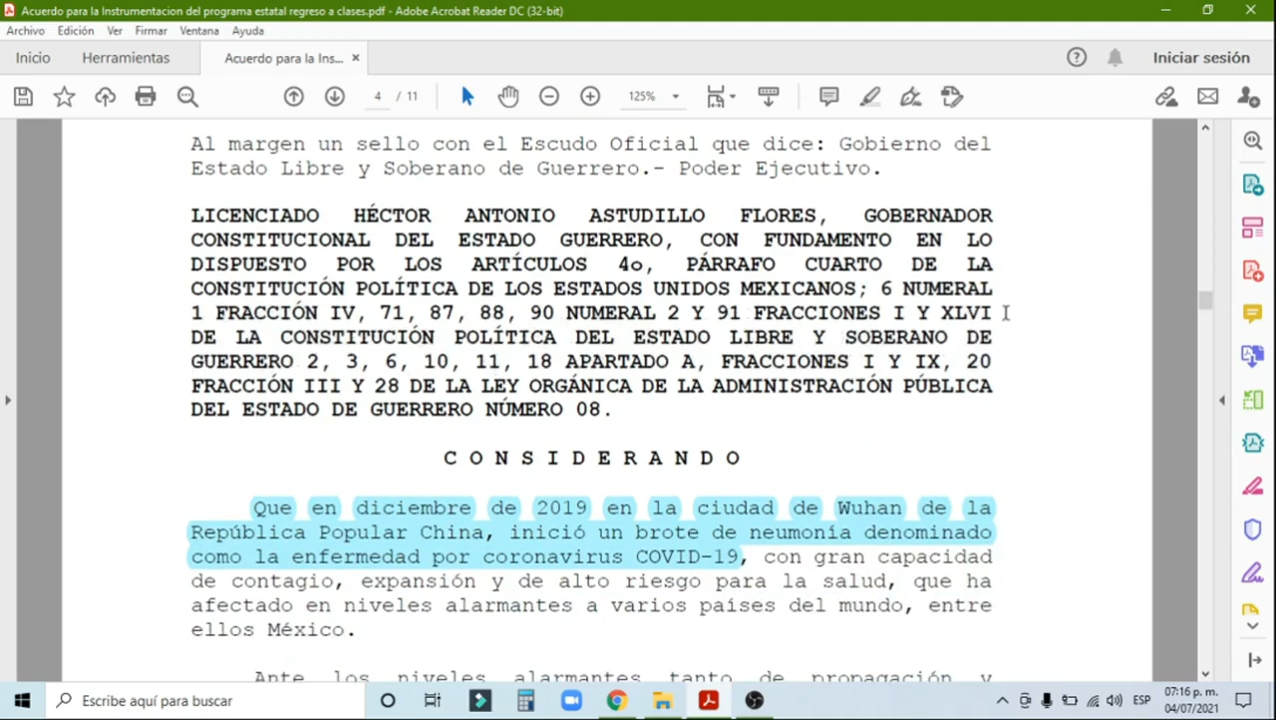 Acuerdo para la Instrumentacion del programa estatal regreso a clases.pdf - Adobe Acrobat Reader DC (32-bit)
Archivo Edición Ver Firmar Ventana Ayuda
Inicio Herramientas Acuerdo para la Ins... Iniciar sesión
4 / 11 125%
Al margen un sello con el Escudo Oficial que dice: Gobierno del
Estado Libre y Soberano de Guerrero.- Poder Ejecutivo.
LICENCIADO HÉCTOR ANTONIO ASTUDILLO FLORES, GOBERNADOR
CONSTITUCIONAL DEL ESTADO GUERRERO, CON FUNDAMENTO EN LO
DISPUESTO POR LOS ARTÍCULOS 4o, PÁRRAFO CUARTO DE LA
CONSTITUCIÓN POLÍTICA DE LOS ESTADOS UNIDOS MEXICANOS; 6 NUMERAL
1 FRACCIÓN IV, 71, 87, 88, 90 NUMERAL 2 Y 91 FRACCIONES I Y XLVI
DE LA CONSTITUCIÓN POLÍTICA DEL ESTADO LIBRE Y SOBERANO DE
GUERRERO 2, 3, 6, 10, 11, 18 APARTADO A, FRACCIONES I Y IX, 20
FRACCIÓN III Y 28 DE LA LEY ORGÁNICA DE LA ADMINISTRACIÓN PÚBLICA
DEL ESTADO DE GUERRERO NÚMERO 08.
C O N S I D E R A N D O
Que en diciembre de 2019 en la ciudad de Wuhan de la
República Popular China, inició un brote de neumonía denominado
como la enfermedad por coronavirus COVID-19, con gran capacidad
de contagio, expansión y de alto riesgo para la salud, que ha
afectado en niveles alarmantes a varios países del mundo, entre
ellos México.
Ante los niveles alarmantes tanto de propagación y
Escribe aquí para buscar
ESP
07:16 p. m.
04/07/2021